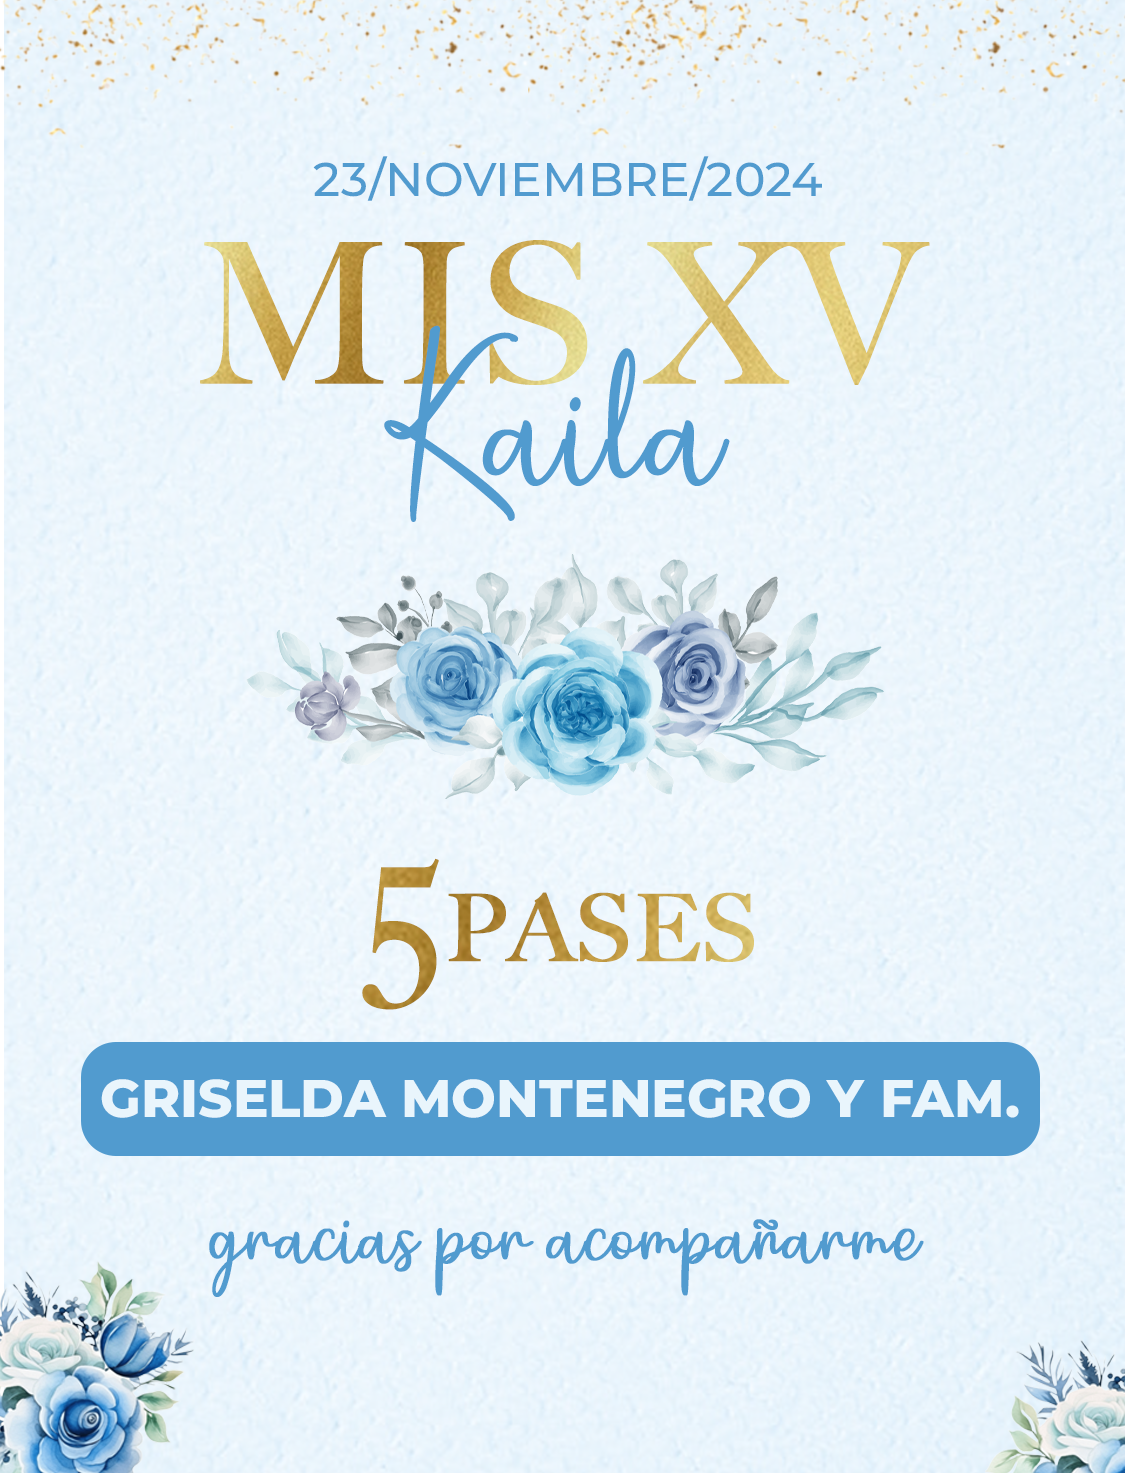 23/NOVIEMBRE/2024
MIS XV
Kaila
5 PASES
GRISELDA MONTENEGRO Y FAM.
gracias por acompañarme